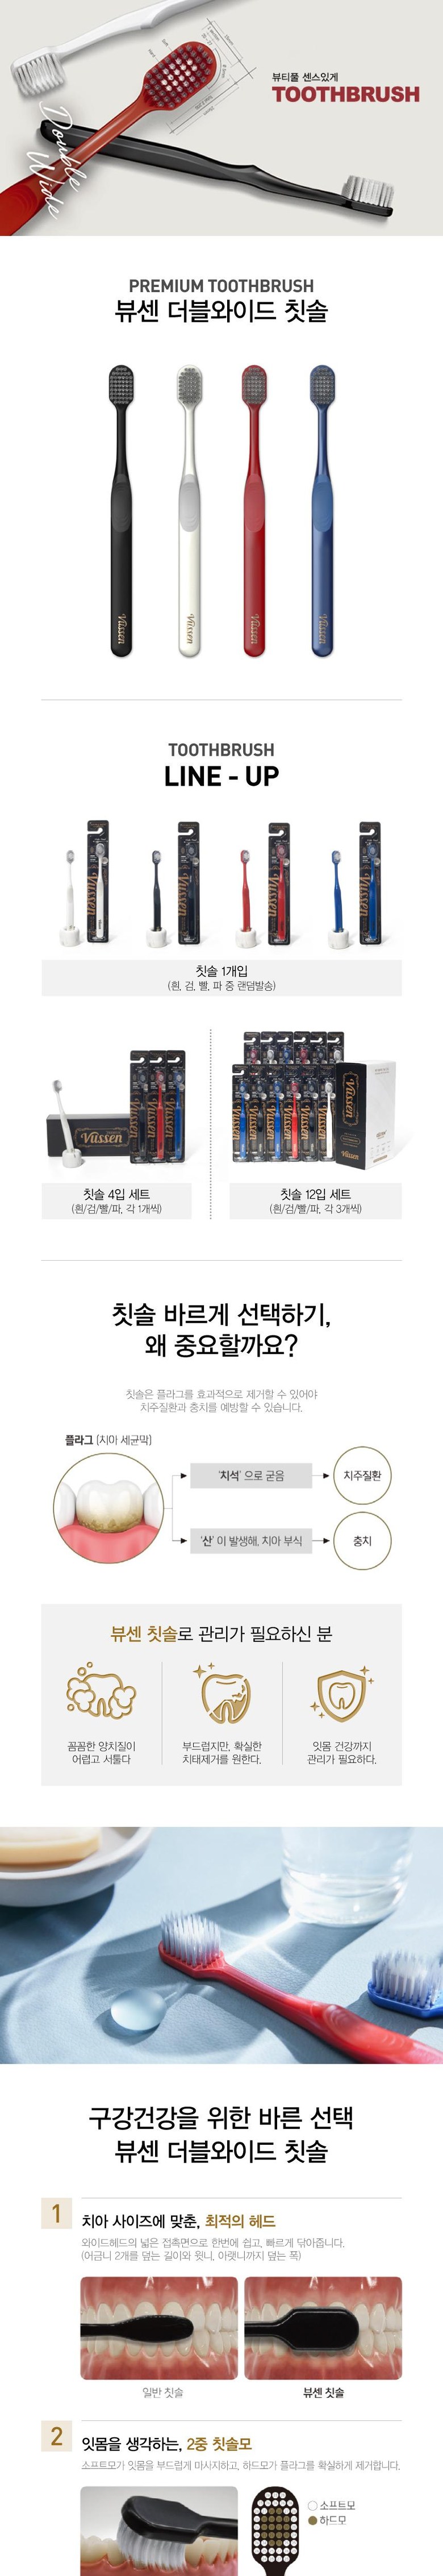 뷰티풀 센스있게
TOOTHBRUSH
Double
Wide
PREMIUM TOOTHBRUSH
뷰센 더블와이드 칫솔
Vussen
Vussen
Vussen
Vussen
TOOTHBRUSH
LINE - UP
Vussen
Vussen
Vussen
Vussen
칫솔 1개입
(흰, 검, 빨, 파 중 랜덤발송)
Vussen
Vussen
Vussen
칫솔 4입 세트
(흰/검/빨/파, 각 1개씩)
칫솔 12입 세트
(흰/검/빨/파, 각 3개씩)
칫솔 바르게 선택하기,
왜 중요할까요?
칫솔은 플라그를 효과적으로 제거할 수 있어야
치주질환과 충치를 예방할 수 있습니다.
플라그 (치아 세균막)
'치석' 으로 굳음
치주질환
'산' 이 발생해, 치아 부식
충치
뷰센 칫솔로 관리가 필요하신 분
꼼꼼한 양치질이
어렵고 서툴다
부드럽지만, 확실한
치태제거를 원한다.
잇몸 건강까지
관리가 필요하다.
구강건강을 위한 바른 선택
뷰센 더블와이드 칫솔
1
치아 사이즈에 맞춘, 최적의 헤드
와이드헤드의 넓은 접촉면으로 한번에 쉽고, 빠르게 닦아줍니다.
(어금니 2개를 덮는 길이와 윗니, 아랫니까지 덮는 폭)
일반 칫솔
뷰센 칫솔
2
잇몸을 생각하는, 2중 칫솔모
소프트모가 잇몸을 부드럽게 마사지하고, 하드모가 플라그를 확실하게 제거합니다.
소프트모
하드모